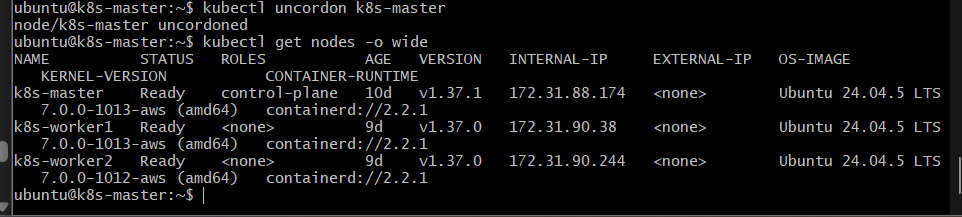 ubuntu@k8s-master:~$ kubectl uncordon k8s-master
node/k8s-master uncordoned
ubuntu@k8s-master:~$ kubectl get nodes -o wide
NAME          STATUS   ROLES           AGE   VERSION   INTERNAL-IP     EXTERNAL-IP   OS-IMAGE
   KERNEL-VERSION            CONTAINER-RUNTIME
k8s-master    Ready    control-plane   10d   v1.37.1   172.31.88.174   <none>        Ubuntu 24.04.5 LTS
   7.0.0-1013-aws (amd64)   containerd://2.2.1
k8s-worker1   Ready    <none>          9d    v1.37.0   172.31.90.38    <none>        Ubuntu 24.04.5 LTS
   7.0.0-1013-aws (amd64)   containerd://2.2.1
k8s-worker2   Ready    <none>          9d    v1.37.0   172.31.90.244   <none>        Ubuntu 24.04.5 LTS
   7.0.0-1012-aws (amd64)   containerd://2.2.1
ubuntu@k8s-master:~$